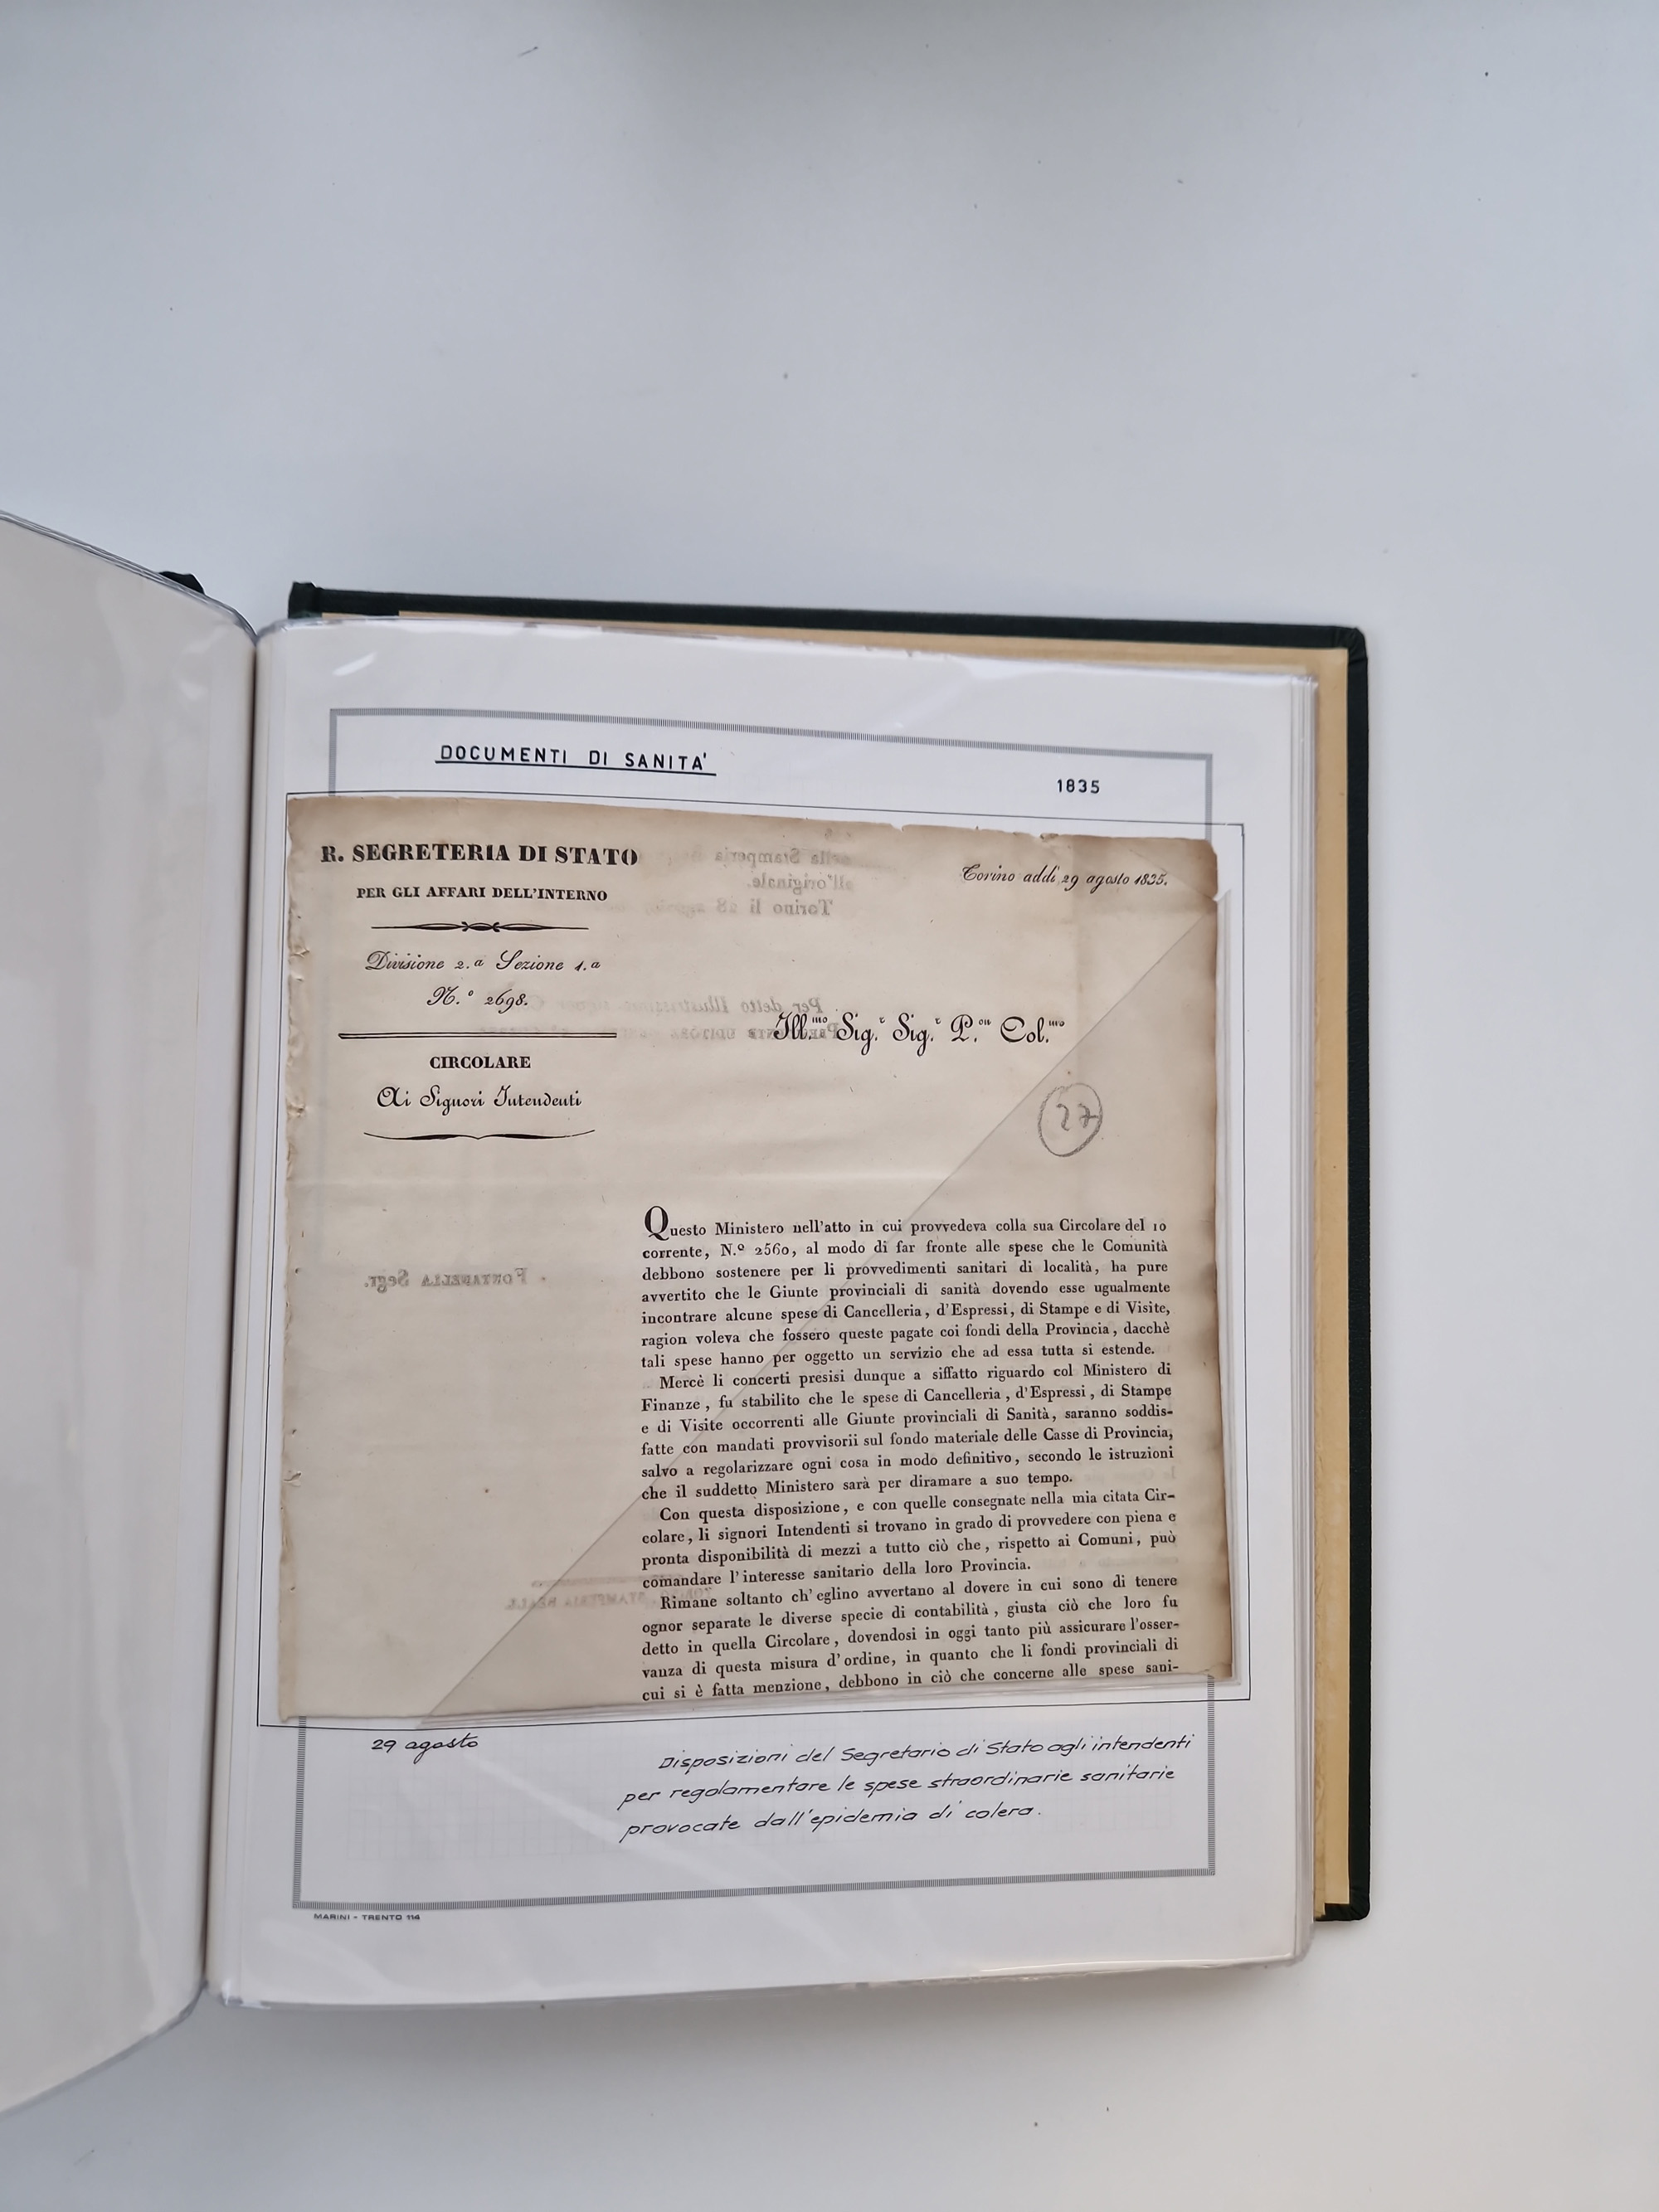 DOCUMENTI DI SANITA'
1835
R. SEGRETERIA DI STATO
PER GLI AFFARI DELL'INTERNO
Torino addì 29 agosto 1835.
Divisione 2.a Sezione 1.a
N.° 2698.
Ill.mo Sig.r Sig.r P.on Col.mo
CIRCOLARE
Ai Signori Intendenti
27
Questo Ministero nell'atto in cui provvedeva colla sua Circolare del 10
corrente, N.º 2560, al modo di far fronte alle spese che le Comunità
debbono sostenere per li provvedimenti sanitari di località, ha pure
avvertito che le Giunte provinciali di sanità dovendo esse ugualmente
incontrare alcune spese di Cancelleria, d'Espressi, di Stampe e di Visite,
ragion voleva che fossero queste pagate coi fondi della Provincia, dacchè
tali spese hanno per oggetto un servizio che ad essa tutta si estende.
Mercè li concerti presisi dunque a siffatto riguardo col Ministero di
Finanze, fu stabilito che le spese di Cancelleria, d'Espressi, di Stampe
e di Visite occorrenti alle Giunte provinciali di Sanità, saranno soddis-
fatte con mandati provvisorii sul fondo materiale delle Casse di Provincia,
salvo a regolarizzare ogni cosa in modo definitivo, secondo le istruzioni
che il suddetto Ministero sarà per diramare a suo tempo.
Con questa disposizione, e con quelle consegnate nella mia citata Cir-
colare, li signori Intendenti si trovano in grado di provvedere con piena e
pronta disponibilità di mezzi a tutto ciò che, rispetto ai Comuni, può
comandare l'interesse sanitario della loro Provincia.
Rimane soltanto ch'eglino avvertano al dovere in cui sono di tenere
ognor separate le diverse specie di contabilità, giusta ciò che loro fu
detto in quella Circolare, dovendosi in oggi tanto più assicurare l'osser-
vanza di questa misura d'ordine, in quanto che li fondi provinciali di
cui si è fatta menzione, debbono in ciò che concerne alle spese sani-
29 agosto
Disposizioni del Segretario di Stato agli intendenti
per regolamentare le spese straordinarie sanitarie
provocate dall'epidemia di colera.
MARINI - TRENTO 114